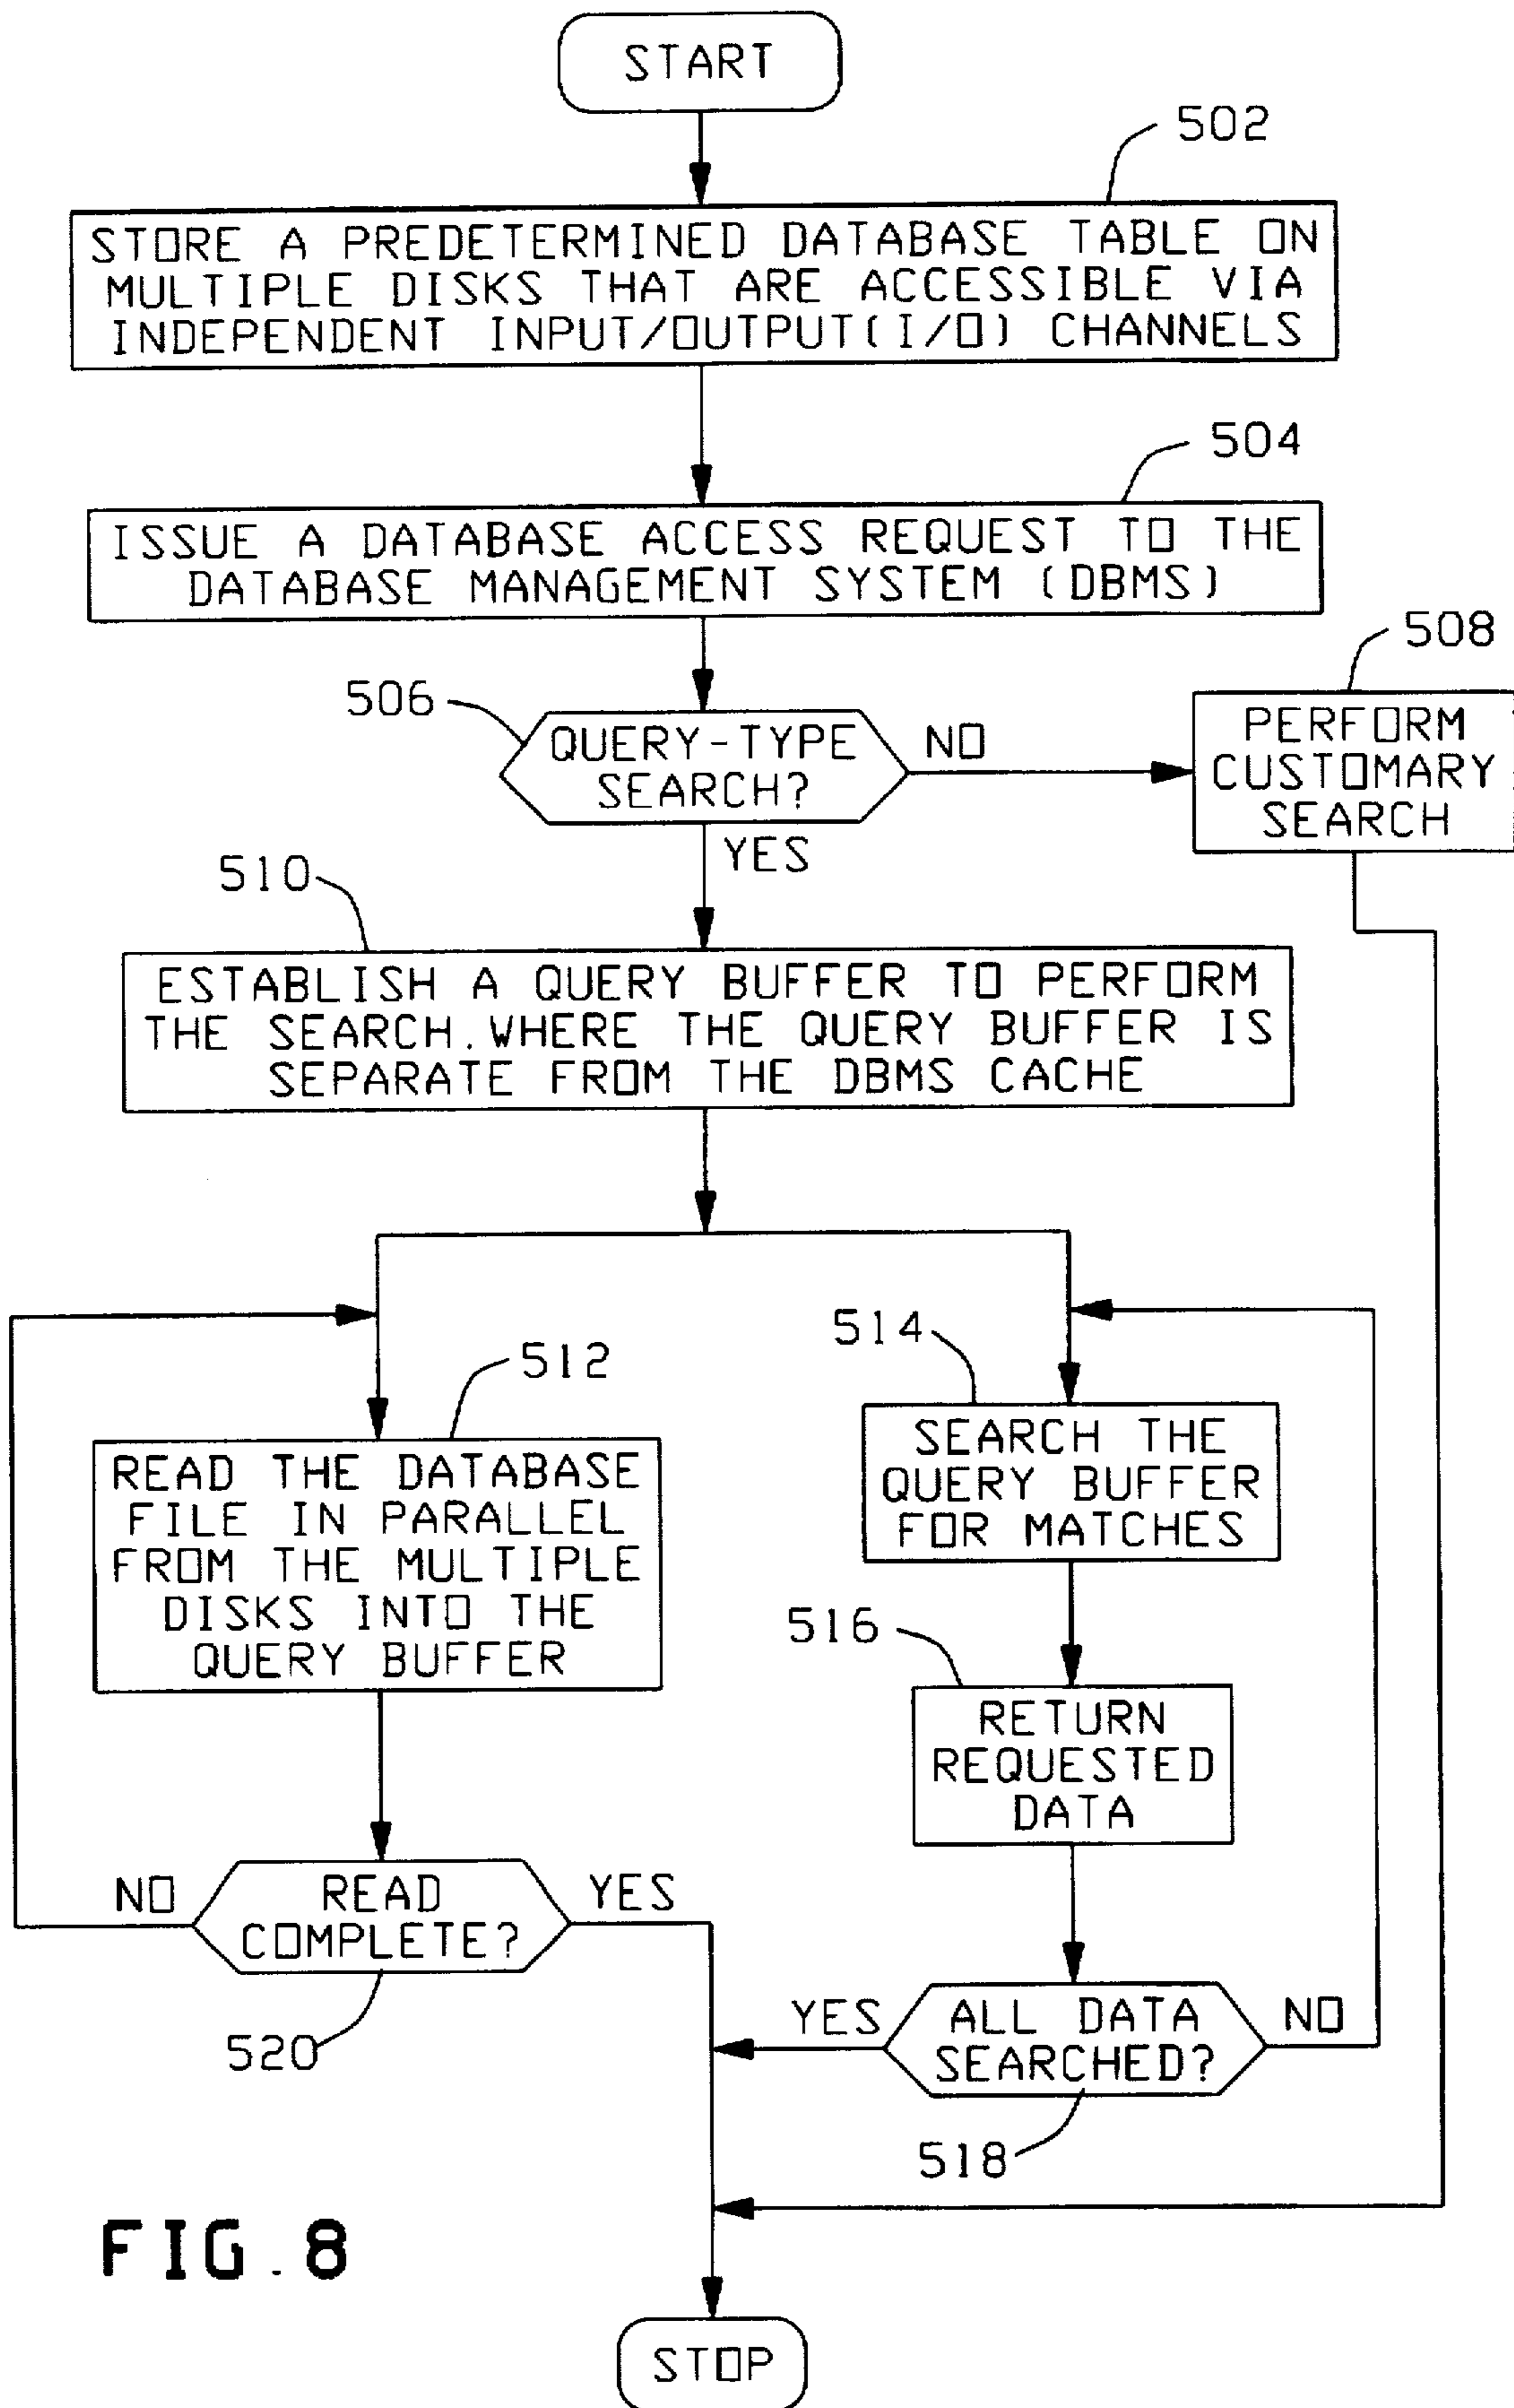 START
502
STORE A PREDETERMINED DATABASE TABLE ON
MULTIPLE DISKS THAT ARE ACCESSIBLE VIA
INDEPENDENT INPUT/OUTPUT(I/O) CHANNELS
504
ISSUE A DATABASE ACCESS REQUEST TO THE
DATABASE MANAGEMENT SYSTEM (DBMS)
506
QUERY-TYPE
SEARCH?
NO
YES
508
PERFORM
CUSTOMARY
SEARCH
510
ESTABLISH A QUERY BUFFER TO PERFORM
THE SEARCH.WHERE THE QUERY BUFFER IS
SEPARATE FROM THE DBMS CACHE
512
READ THE DATABASE
FILE IN PARALLEL
FROM THE MULTIPLE
DISKS INTO THE
QUERY BUFFER
NO
READ
COMPLETE?
YES
520
514
SEARCH THE
QUERY BUFFER
FOR MATCHES
516
RETURN
REQUESTED
DATA
YES
ALL DATA
SEARCHED?
NO
518
FIG.8
STOP